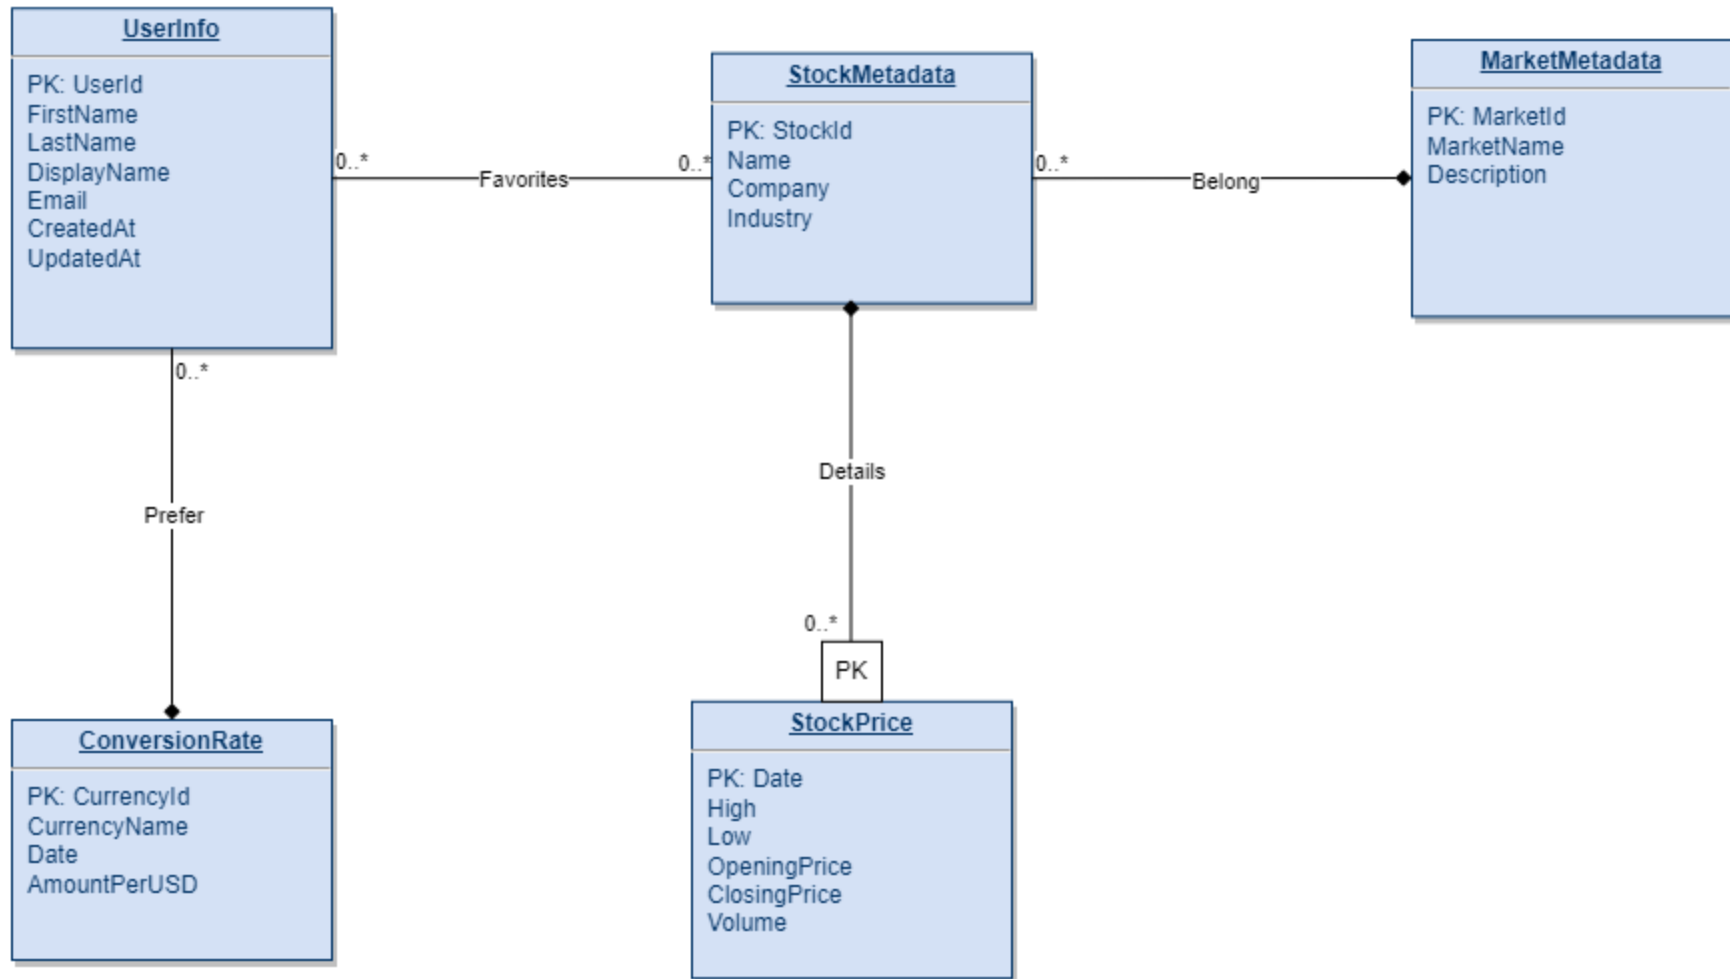 UserInfo
PK: UserId
FirstName
LastName
DisplayName
Email
CreatedAt
UpdatedAt
0..*
Favorites
0..*
StockMetadata
PK: StockId
Name
Company
Industry
0..*
Belong
MarketMetadata
PK: MarketId
MarketName
Description
0..*
Prefer
Details
0..*
PK
ConversionRate
PK: CurrencyId
CurrencyName
Date
AmountPerUSD
StockPrice
PK: Date
High
Low
OpeningPrice
ClosingPrice
Volume